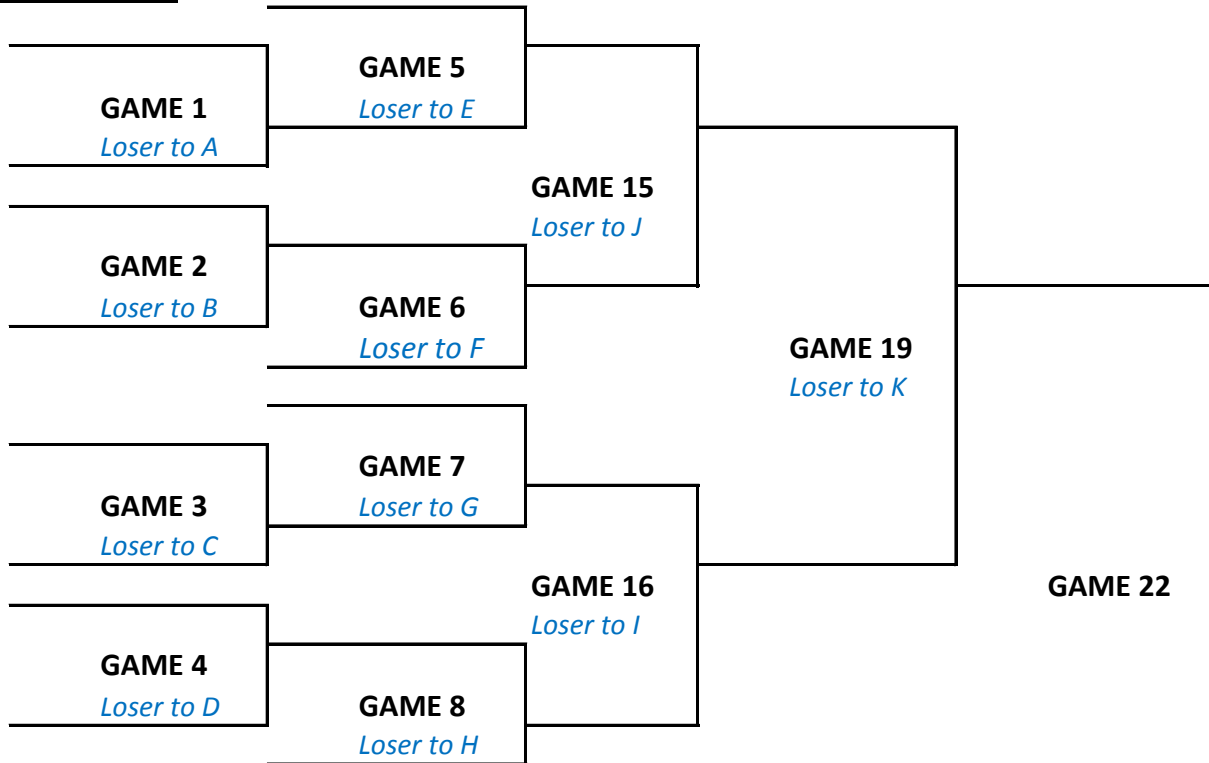 GAME 1
Loser to A
GAME 2
Loser to B
GAME 3
Loser to C
GAME 4
Loser to D
GAME 5
Loser to E
GAME 6
Loser to F
GAME 7
Loser to G
GAME 8
Loser to H
GAME 15
Loser to J
GAME 16
Loser to I
GAME 19
Loser to K
GAME 22